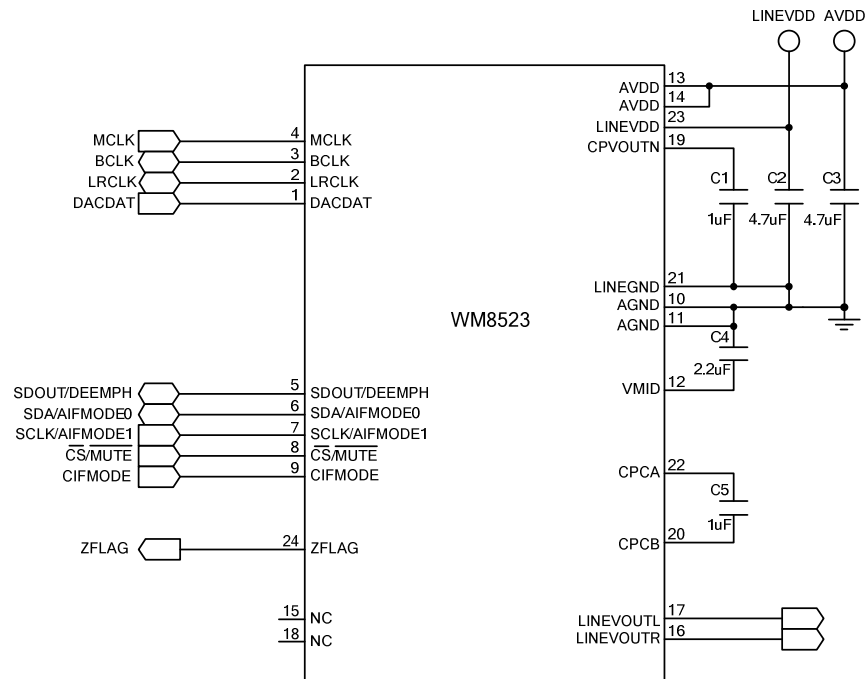 LINEVDD AVDD
AVDD 13
AVDD 14
LINEVDD 23
CPVOUTN 19
MCLK 4 MCLK
BCLK 3 BCLK
LRCLK 2 LRCLK
DACDAT 1 DACDAT
C1 C2 C3
1uF 4.7uF 4.7uF
LINEGND 21
AGND 10
AGND 11
WM8523
C4
2.2uF
VMID 12
SDOUT/DEEMPH 5 SDOUT/DEEMPH
SDA/AIFMODE0 6 SDA/AIFMODE0
SCLK/AIFMODE1 7 SCLK/AIFMODE1
CS/MUTE 8 CS/MUTE
CIFMODE 9 CIFMODE
CPCA 22
C5
1uF
CPCB 20
ZFLAG 24 ZFLAG
15 NC
18 NC
LINEVOUTL 17
LINEVOUTR 16